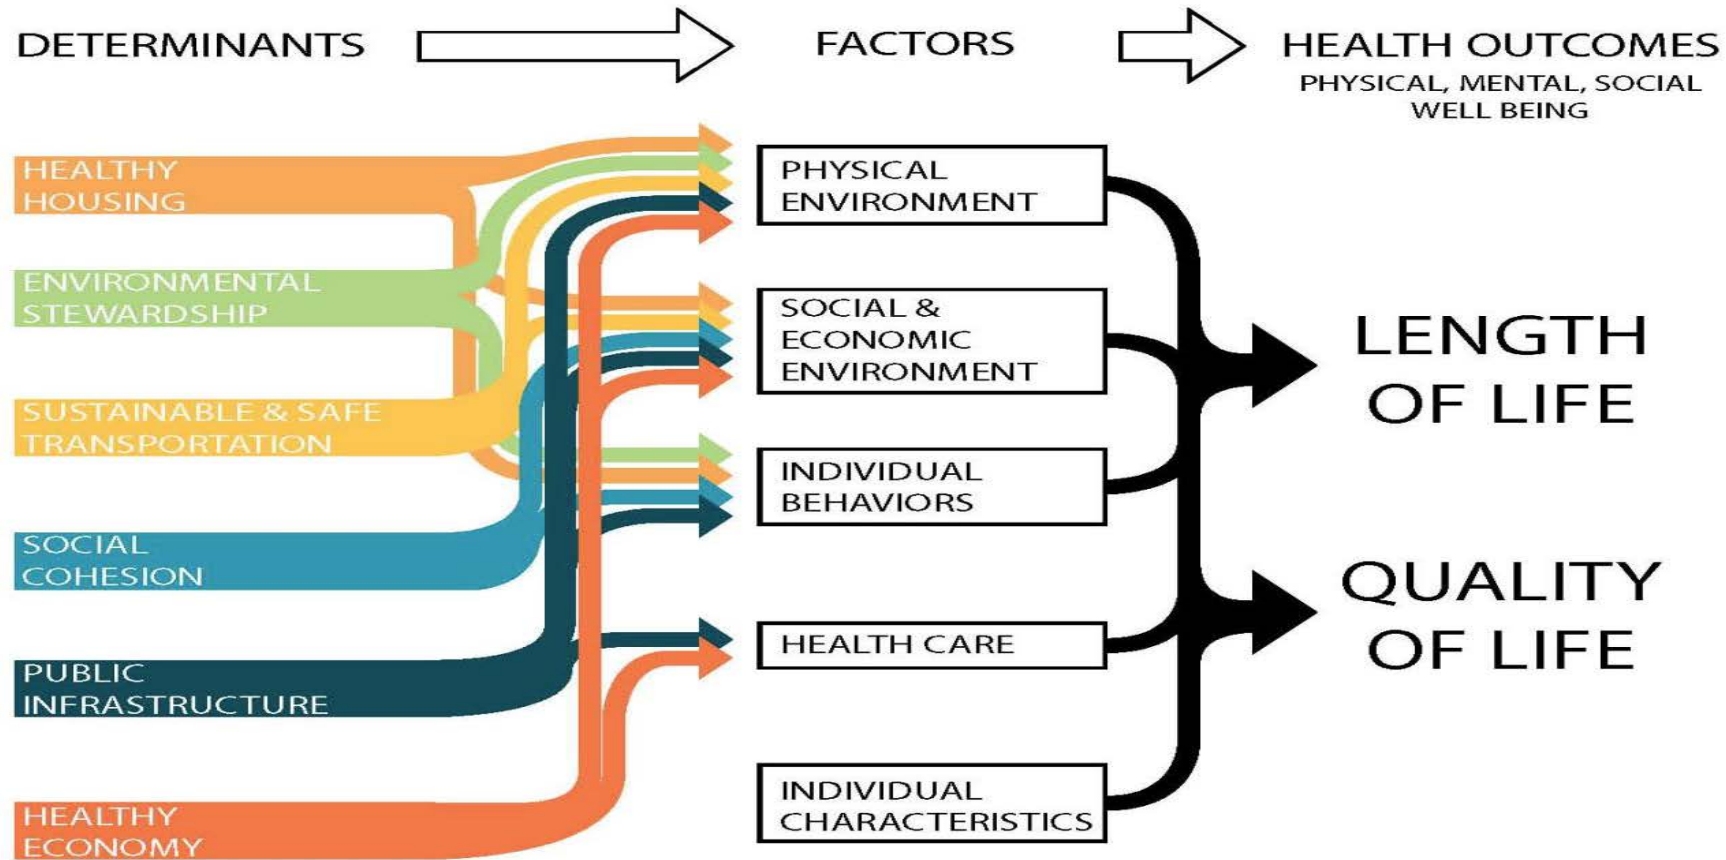 DETERMINANTS
FACTORS
HEALTH OUTCOMES
PHYSICAL, MENTAL, SOCIAL
WELL BEING
HEALTHY
HOUSING
ENVIRONMENTAL
STEWARDSHIP
SUSTAINABLE & SAFE
TRANSPORTATION
SOCIAL
COHESION
PUBLIC
INFRASTRUCTURE
HEALTHY
ECONOMY
PHYSICAL
ENVIRONMENT
SOCIAL &
ECONOMIC
ENVIRONMENT
INDIVIDUAL
BEHAVIORS
HEALTH CARE
INDIVIDUAL
CHARACTERISTICS
LENGTH
OF LIFE
QUALITY
OF LIFE